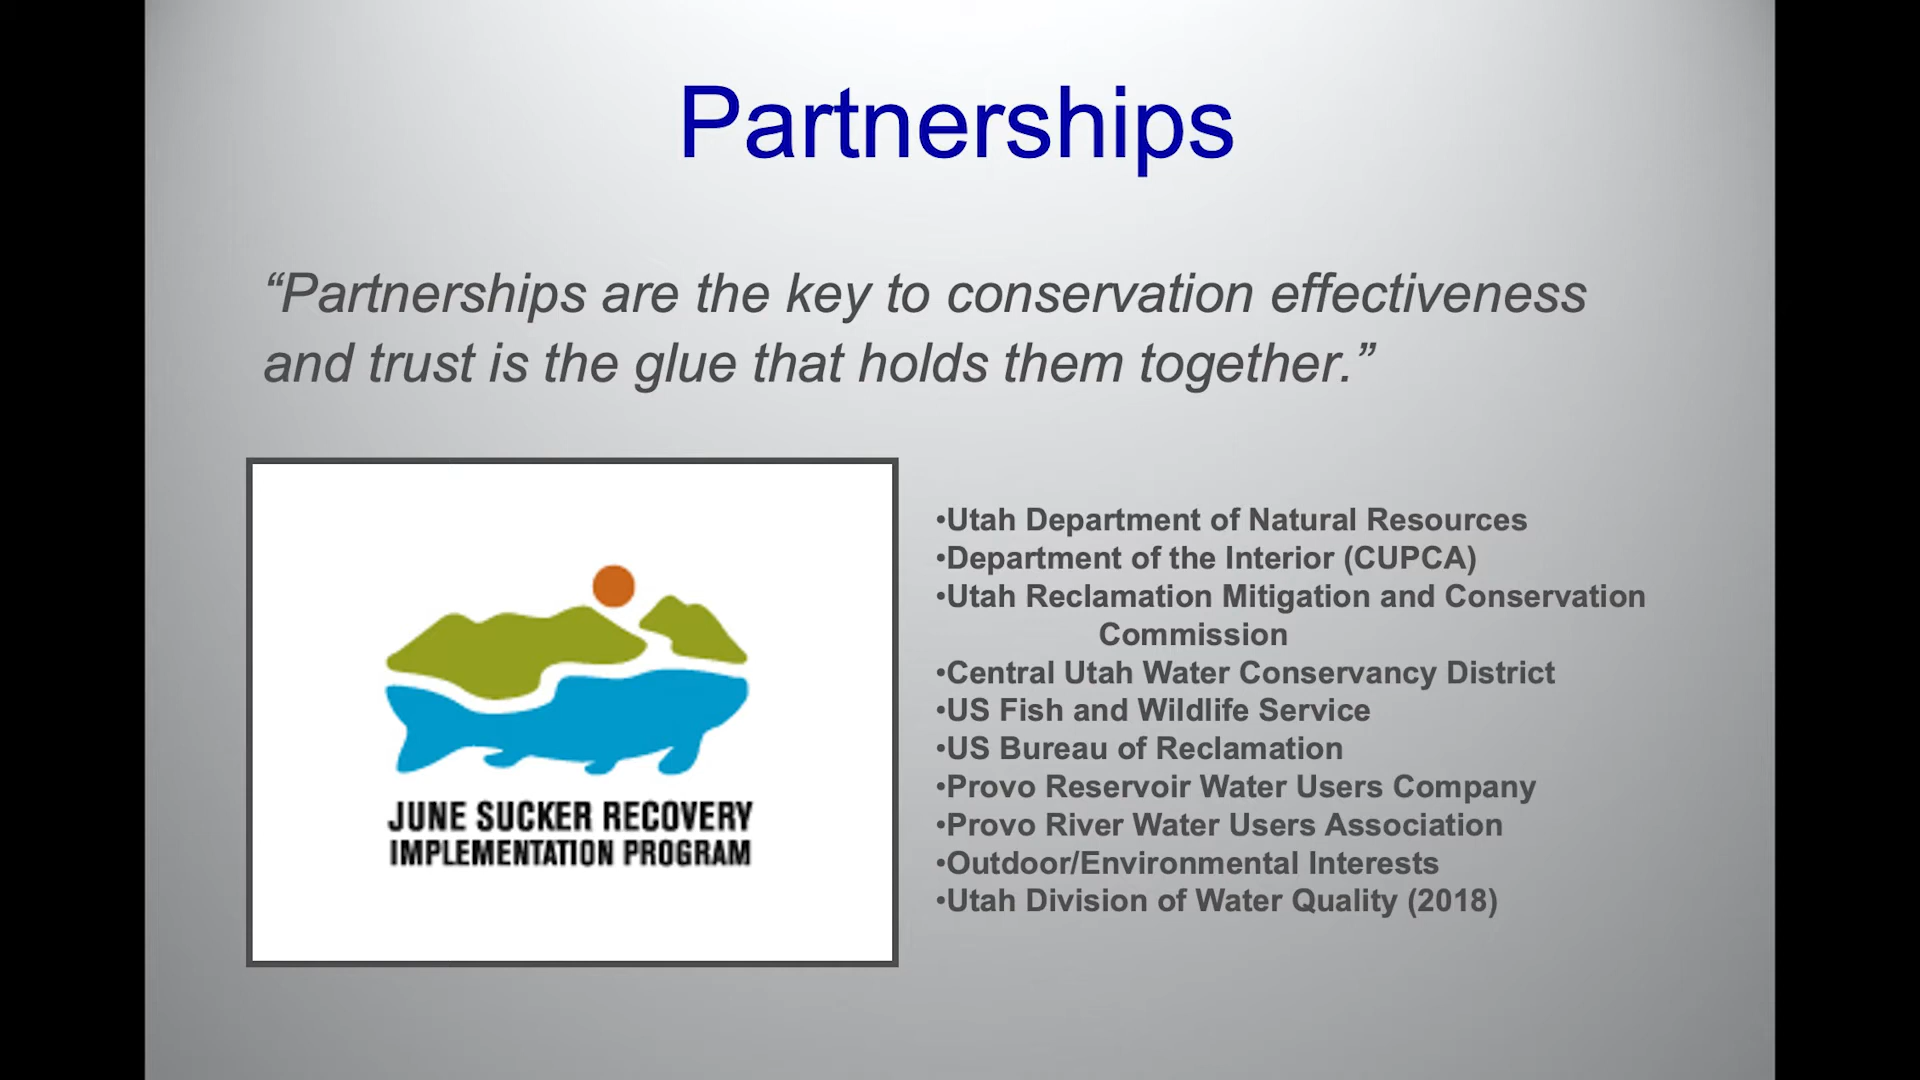 Partnerships
“Partnerships are the key to conservation effectiveness
and trust is the glue that holds them together.”
JUNE SUCKER RECOVERY
IMPLEMENTATION PROGRAM
•Utah Department of Natural Resources
•Department of the Interior (CUPCA)
•Utah Reclamation Mitigation and Conservation
Commission
•Central Utah Water Conservancy District
•US Fish and Wildlife Service
•US Bureau of Reclamation
•Provo Reservoir Water Users Company
•Provo River Water Users Association
•Outdoor/Environmental Interests
•Utah Division of Water Quality (2018)